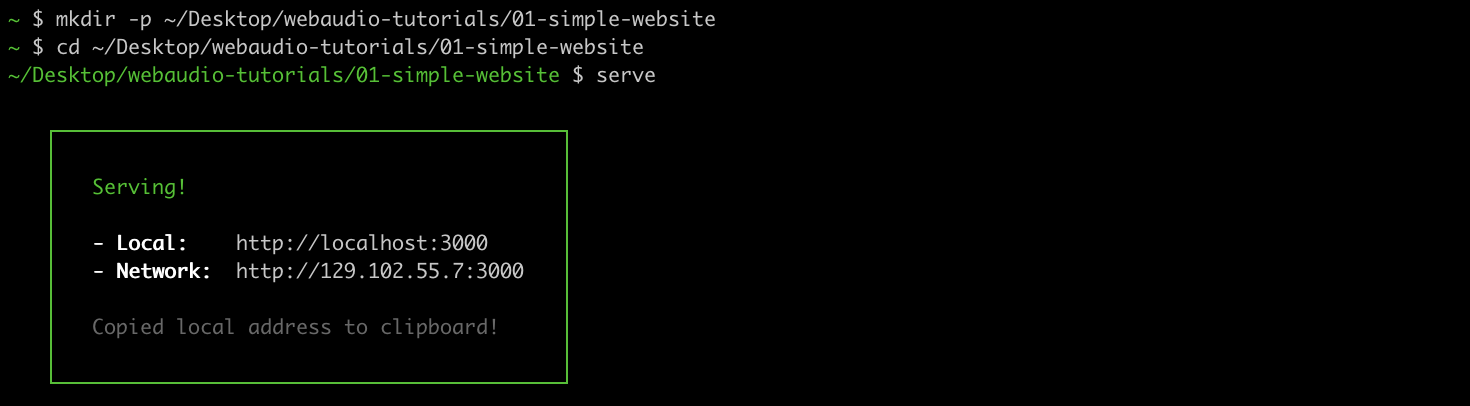 ~ $ mkdir -p ~/Desktop/webaudio-tutorials/01-simple-website
~ $ cd ~/Desktop/webaudio-tutorials/01-simple-website
~/Desktop/webaudio-tutorials/01-simple-website $ serve
Serving!
- Local:    http://localhost:3000
- Network:  http://129.102.55.7:3000
Copied local address to clipboard!